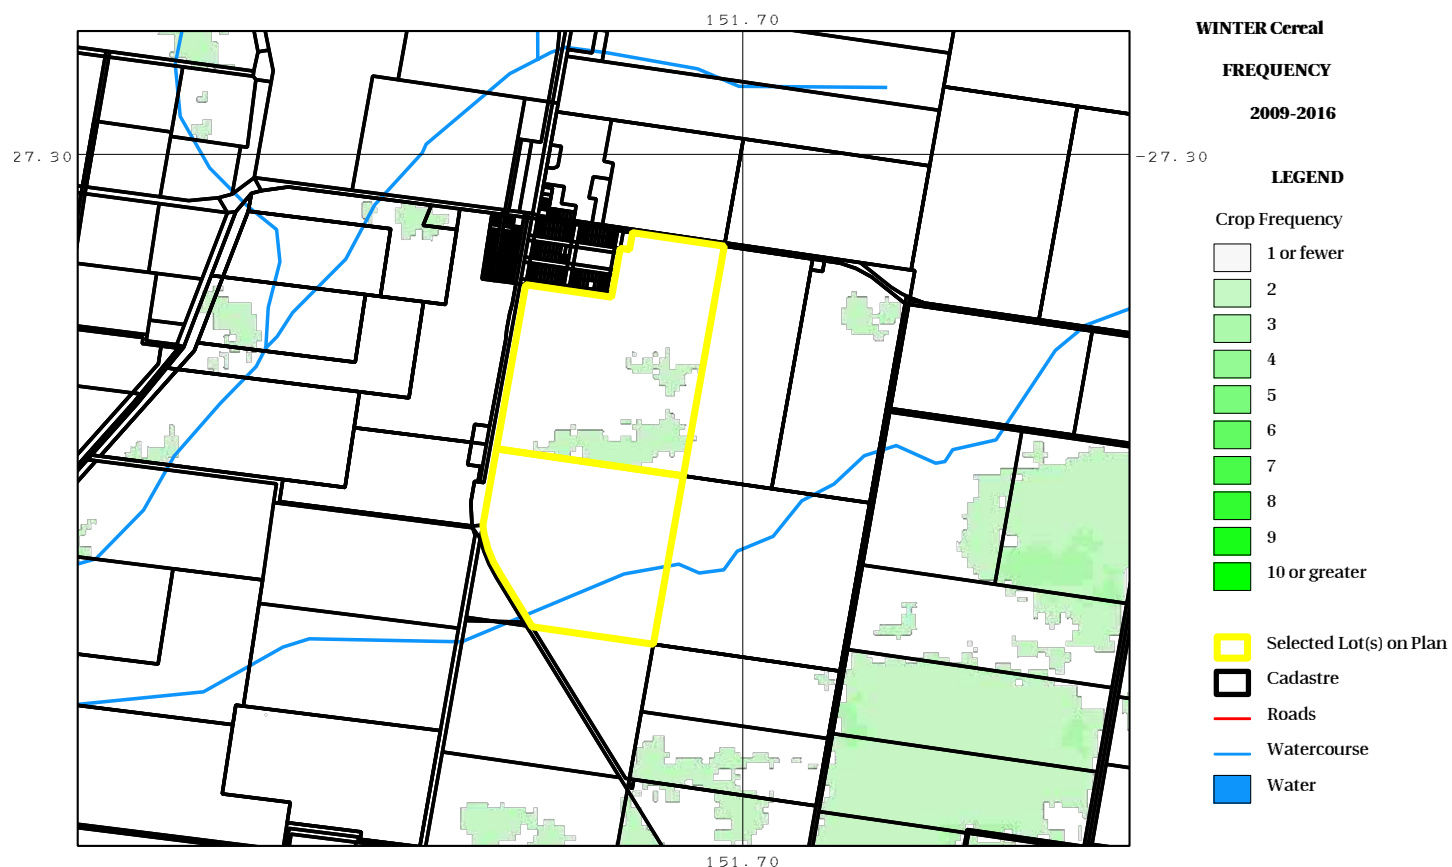 151.70
WINTER Cereal
FREQUENCY
2009-2016
27.30
-27.30
LEGEND
Crop Frequency
1 or fewer
2
3
4
5
6
7
8
9
10 or greater
Selected Lot(s) on Plan
Cadastre
Roads
Watercourse
Water
151.70